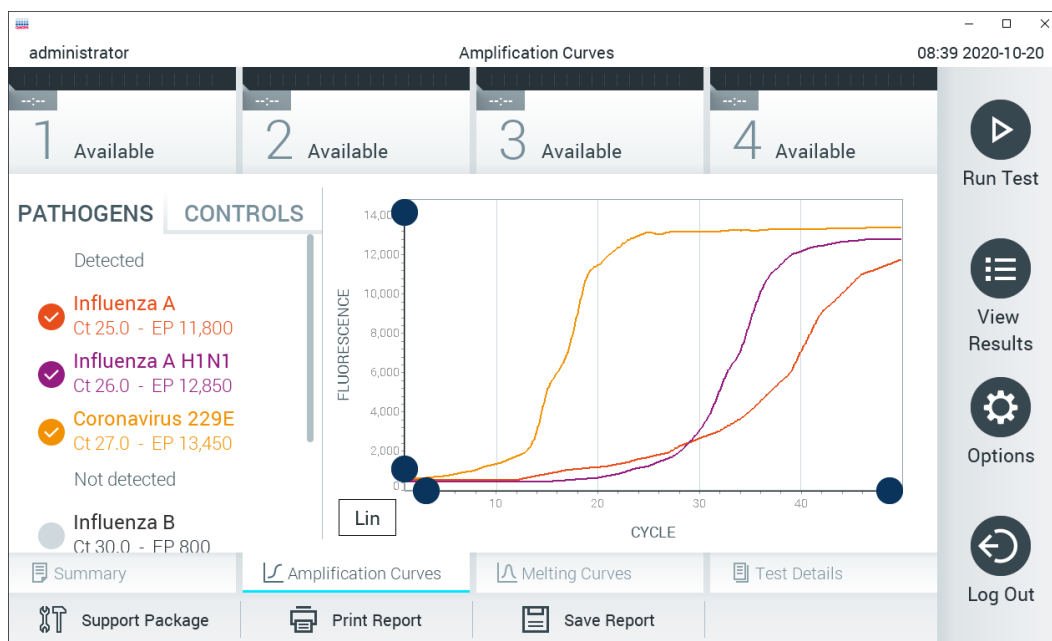 administrator
Amplification Curves
08:39 2020-10-20
--:--
1 Available
--:--
2 Available
--:--
3 Available
--:--
4 Available
Run Test
View
Results
Options
Log Out
PATHOGENS
CONTROLS
Detected
Influenza A
Ct 25.0 - EP 11,800
Influenza A H1N1
Ct 26.0 - EP 12,850
Coronavirus 229E
Ct 27.0 - EP 13,450
Not detected
Influenza B
Ct 30.0 - EP 800
FLUORESCENCE
12,000
10,000
8,000
6,000
4,000
2,000
0
10
20
30
40
CYCLE
Lin
Summary
Amplification Curves
Melting Curves
Test Details
Support Package
Print Report
Save Report